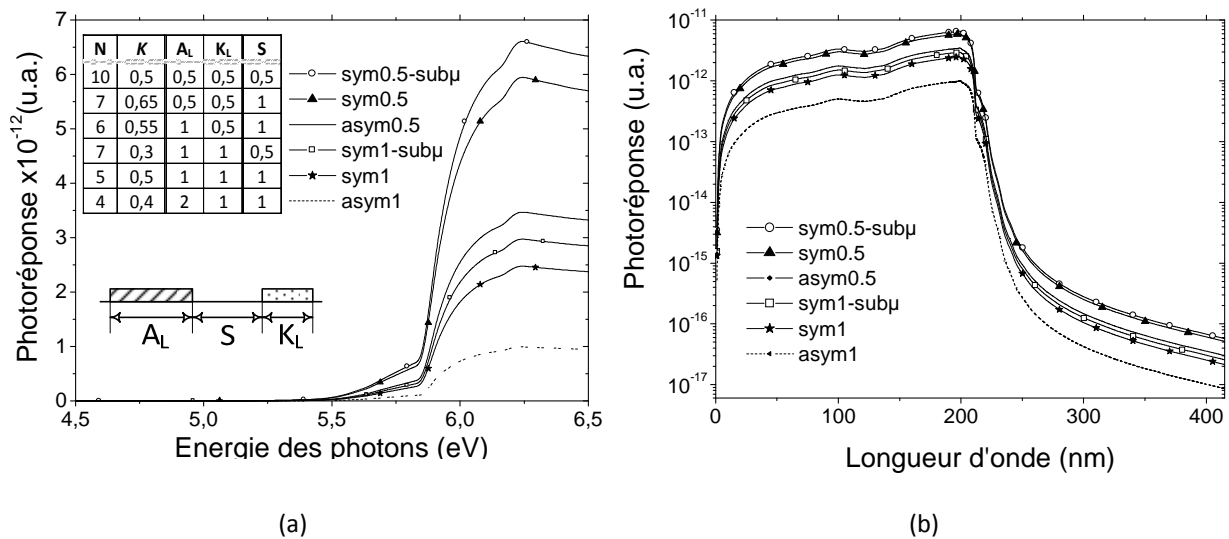 Photoréponse x10⁻¹²(u.a.)
7
6
5
4
3
2
1
0
N K A_L K_L S
10 0,5 0,5 0,5 0,5
7 0,65 0,5 0,5 1
6 0,55 1 0,5 1
7 0,3 1 1 0,5
5 0,5 1 1 1
4 0,4 2 1 1
sym0.5-subµ
sym0.5
asym0.5
sym1-subµ
sym1
asym1
A_L S K_L
4,5 5,0 5,5 6,0 6,5
Energie des photons (eV)
(a)
Photoréponse (u.a.)
10⁻¹¹
10⁻¹²
10⁻¹³
10⁻¹⁴
10⁻¹⁵
10⁻¹⁶
10⁻¹⁷
sym0.5-subµ
sym0.5
asym0.5
sym1-subµ
sym1
asym1
0 100 200 300 400
Longueur d'onde (nm)
(b)